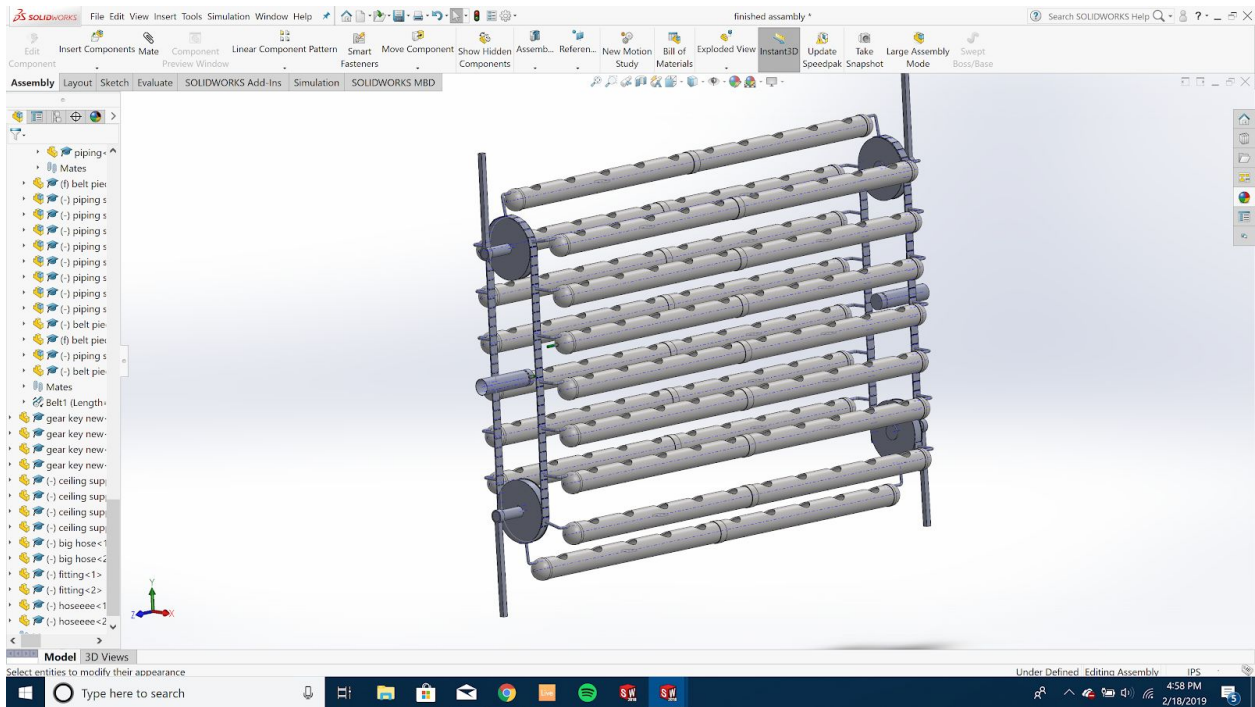 SOLIDWORKS File Edit View Insert Tools Simulation Window Help
finished assambly *
Search SOLIDWORKS Help
Edit Component
Insert Components
Mate
Component Preview Window
Linear Component Pattern
Smart Fasteners
Move Component
Show Hidden Components
Assemb...
Referen...
New Motion Study
Bill of Materials
Exploded View
Instant3D
Update Speedpak
Take Snapshot
Large Assembly Mode
Swept Boss/Base
Assembly Layout Sketch Evaluate SOLIDWORKS Add-Ins Simulation SOLIDWORKS MBD
piping<
Mates
(f) belt pie
(-) piping s
(-) piping s
(-) piping s
(-) piping s
(-) piping s
(-) piping s
(-) piping s
(-) piping s
(-) belt pie
(f) belt pie
(-) piping s
(-) belt pie
Mates
Belt1 (Length
gear key new
gear key new
gear key new
gear key new
(-) ceiling sup
(-) ceiling sup
(-) ceiling sup
(-) ceiling sup
(-) big hose<1
(-) big hose<2
(-) fitting<1>
(-) fitting<2>
(-) hoseeee<1
(-) hoseeee<2
Y
Z X
Model 3D Views
Select entities to modify their appearance
Under Defined Editing Assembly IPS
Type here to search
4:58 PM
2/18/2019